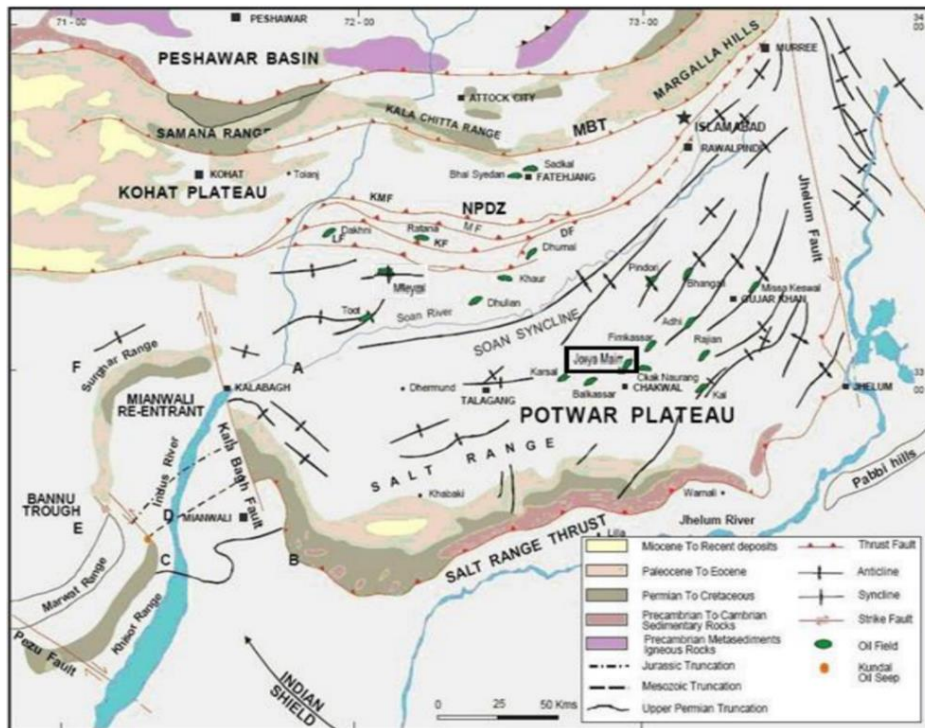 71 - 00
72 - 00
73 - 00
34
00
PESHAWAR
PESHAWAR BASIN
MARGALLA HILLS
MURREE
ATTOCK CITY
KALA CHITTA RANGE
SAMANA RANGE
MBT
ISLAMABAD
RAWALPINDI
KOHAT
Tolanj
KOHAT PLATEAU
Sadkal
Bhai Syedan
FATEHJANG
Jhelum Fault
KMF
MF
NPDZ
Dakhni
Ratana
LF
KF
DF
Dhumal
Pindori
Bhangali
Missa Keswal
GUJAR KHAN
Khaur
Dhulian
Toot
Soan River
SOAN SYNCLINE
Adhi
Fimkassar
Rajian
F
Surghar Range
A
Joya Mair
33
00
MIANWALI
RE-ENTRANT
KALABAGH
Dhermund
TALAGANG
Karsal
Balkassar
CHAKWAL
Ckak Naurang
Kal
JHELUM
POTWAR PLATEAU
Indus River
Kala Bagh Fault
SALT RANGE
Pabbi hills
BANNU
TROUGH
E
D
MIANWALI
Khabaki
Warnali
Jhelum River
Lilla
C
B
SALT RANGE THRUST
Marwat Range
Khisor Range
Pezu Fault
INDIAN
SHIELD
0 25 50 Kms
Miocene To Recent deposits
Paleocene To Eocene
Permian To Cretaceous
Precambrian To Cambrian
Sedimentary Rocks
Precambrian Metasediments
Igneous Rocks
Jurassic Truncation
Mesozoic Truncation
Upper Permian Truncation
Thrust Fault
Anticline
Syncline
Strike Fault
Oil Field
Kundal
Oil Seep